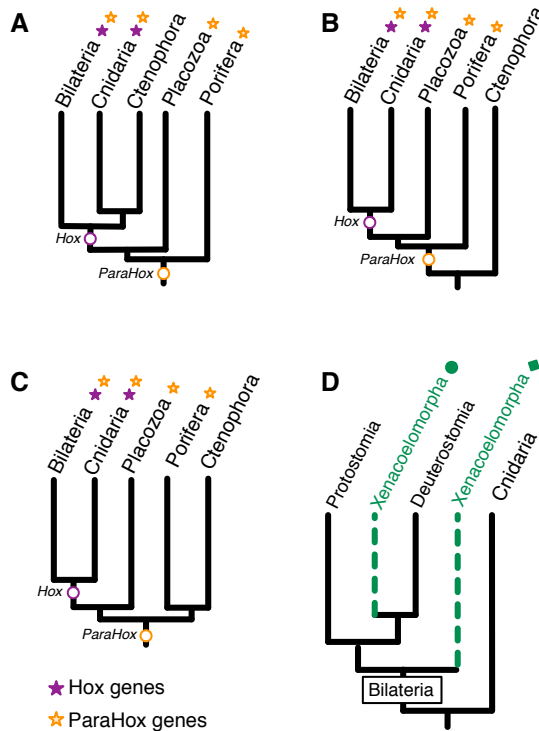 A
Bilateria
Cnidaria
Ctenophora
Placozoa
Porifera
Hox
ParaHox
B
Bilateria
Cnidaria
Placozoa
Porifera
Ctenophora
Hox
ParaHox
C
Bilateria
Cnidaria
Placozoa
Porifera
Ctenophora
Hox
ParaHox
Hox genes
ParaHox genes
D
Protostomia
Xenacoelomorpha
Deuterostomia
Xenacoelomorpha
Cnidaria
Bilateria